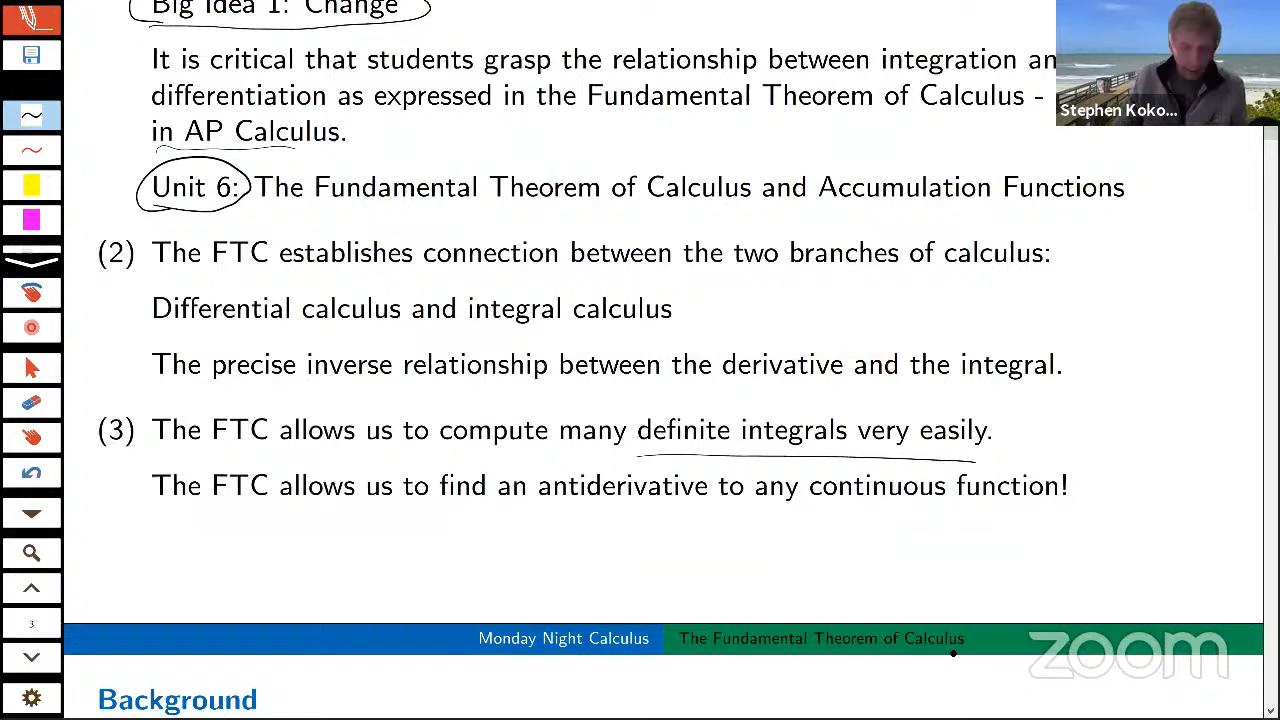 Big Idea 1: Change
It is critical that students grasp the relationship between integration an
differentiation as expressed in the Fundamental Theorem of Calculus -
in AP Calculus.
Stephen Koko...
Unit 6: The Fundamental Theorem of Calculus and Accumulation Functions
(2) The FTC establishes connection between the two branches of calculus:
Differential calculus and integral calculus
The precise inverse relationship between the derivative and the integral.
(3) The FTC allows us to compute many definite integrals very easily.
The FTC allows us to find an antiderivative to any continuous function!
3
Monday Night Calculus The Fundamental Theorem of Calculus
zoom
Background